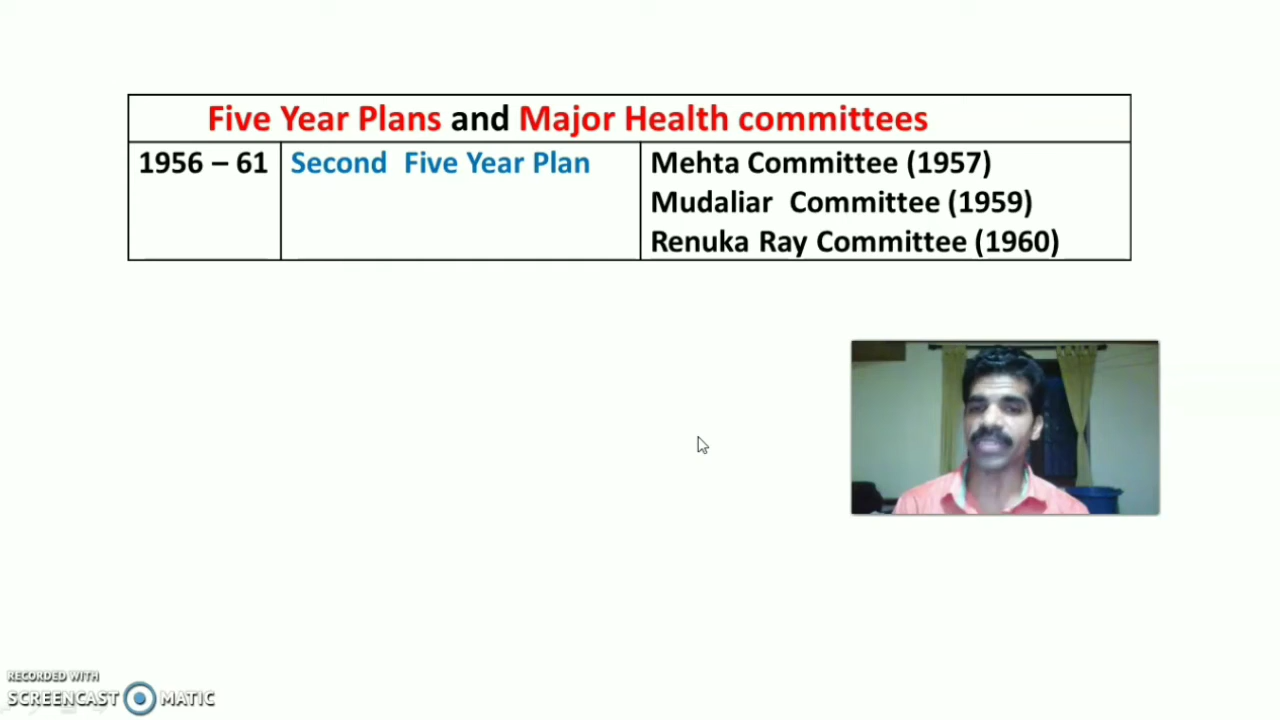 Five Year Plans and Major Health committees
1956 – 61 Second Five Year Plan Mehta Committee (1957)
Mudaliar Committee (1959)
Renuka Ray Committee (1960)
RECORDED WITH
SCREENCAST MATIC